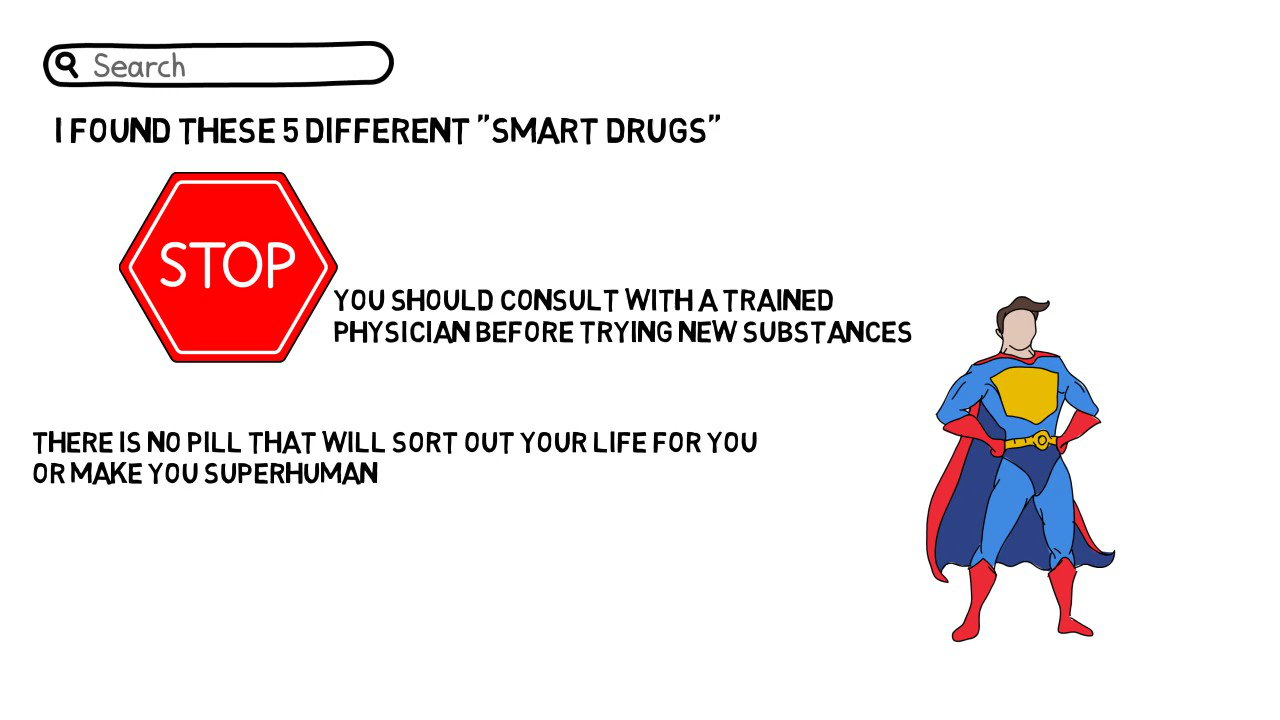 Search
I FOUND THESE 5 DIFFERENT "SMART DRUGS"
STOP
YOU SHOULD CONSULT WITH A TRAINED
PHYSICIAN BEFORE TRYING NEW SUBSTANCES
THERE IS NO PILL THAT WILL SORT OUT YOUR LIFE FOR YOU
OR MAKE YOU SUPERHUMAN